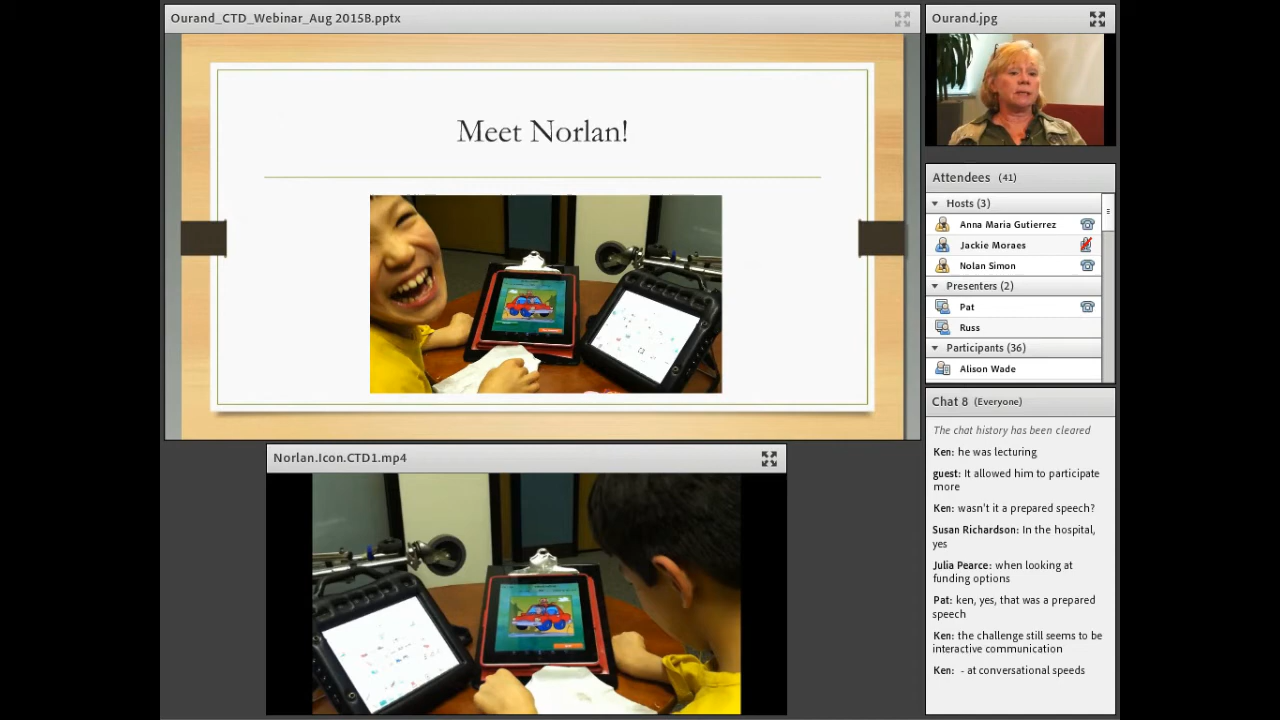 Ourand_CTD_Webinar_Aug 2015B.pptx
Meet Norlan!
Norlan.Icon.CTD1.mp4
Ourand.jpg
Attendees (41)
Hosts (3)
Anna Maria Gutierrez
Jackie Moraes
Nolan Simon
Presenters (2)
Pat
Russ
Participants (36)
Alison Wade
Chat 8 (Everyone)
The chat history has been cleared
Ken: he was lecturing
guest: It allowed him to participate
more
Ken: wasn't it a prepared speech?
Susan Richardson: In the hospital,
yes
Julia Pearce: when looking at
funding options
Pat: ken, yes, that was a prepared
speech
Ken: the challenge still seems to be
interactive communication
Ken: - at conversational speeds